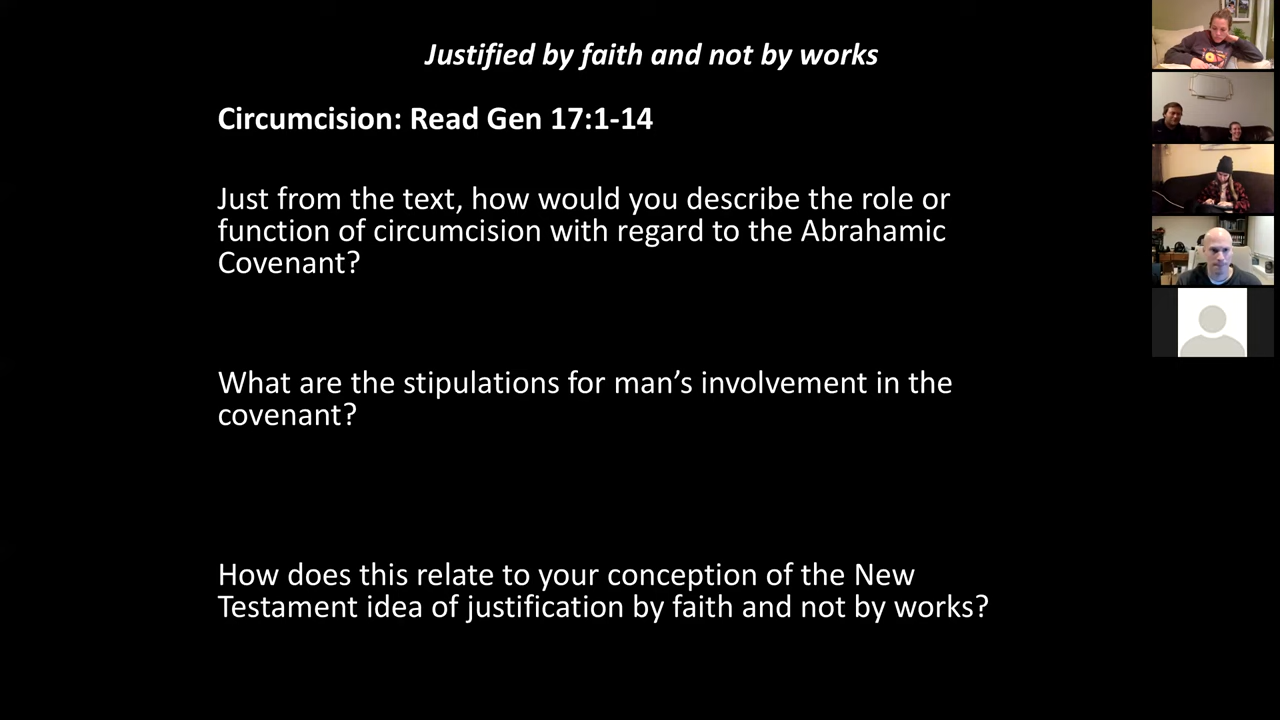 Justified by faith and not by works
Circumcision: Read Gen 17:1-14
Just from the text, how would you describe the role or
function of circumcision with regard to the Abrahamic
Covenant?
What are the stipulations for man’s involvement in the
covenant?
How does this relate to your conception of the New
Testament idea of justification by faith and not by works?